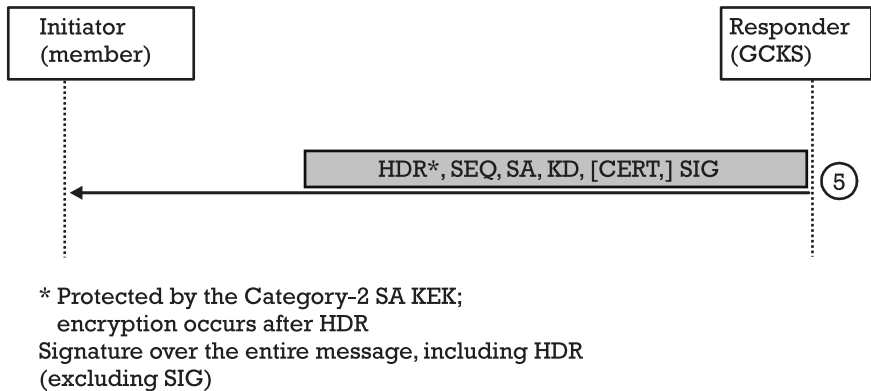 Initiator
(member)
Responder
(GCKS)
HDR*, SEQ, SA, KD, [CERT,] SIG
5
* Protected by the Category-2 SA KEK;
encryption occurs after HDR
Signature over the entire message, including HDR
(excluding SIG)